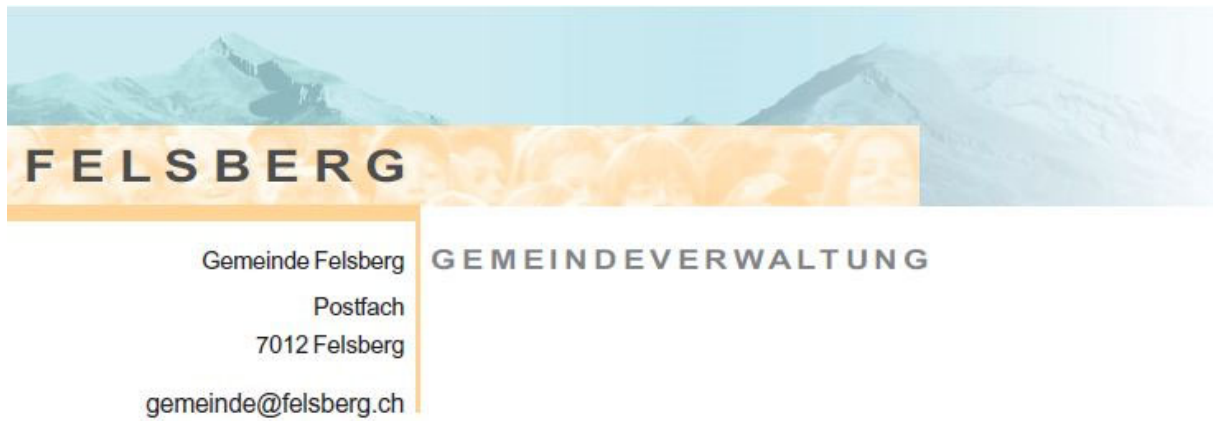 FELSBERG
Gemeinde Felsberg
GEMEINDEVERWALTUNG
Postfach
7012 Felsberg
gemeinde@felsberg.ch